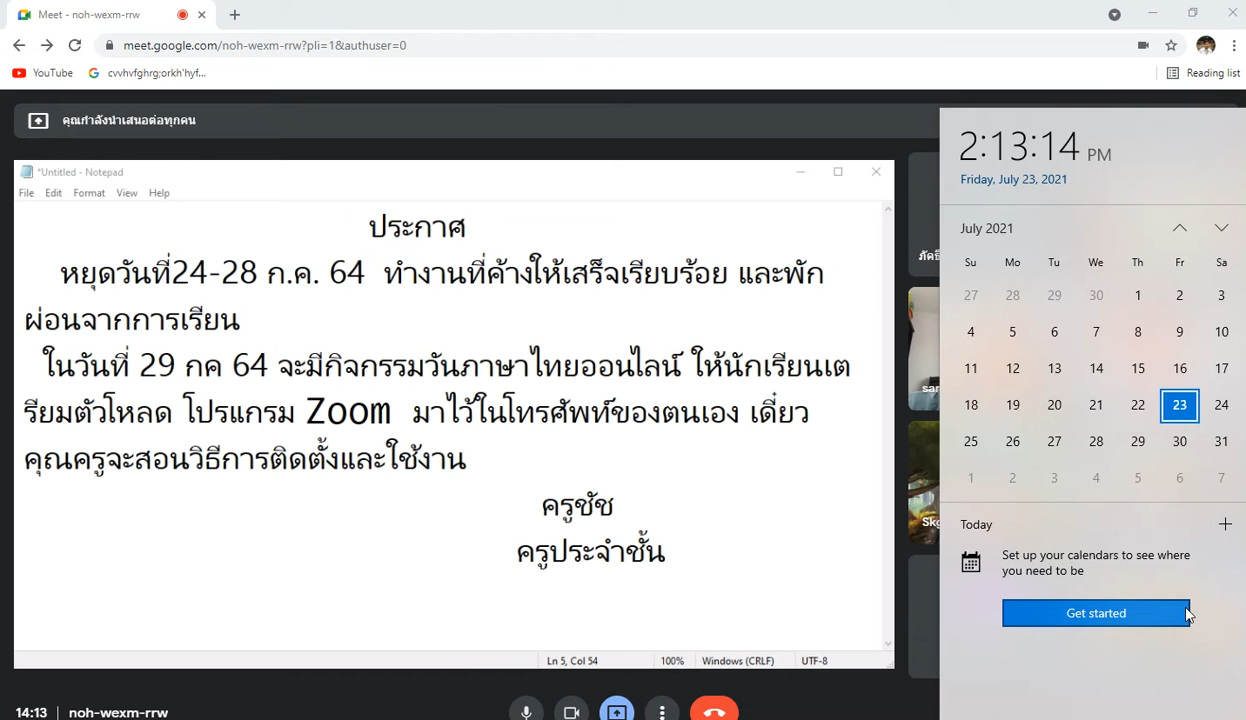 Meet - noh-wexm-rrw
meet.google.com/noh-wexm-rrw?pli=1&authuser=0
YouTube cvvhvfghrg;orkh'hyf...
Reading list
คุณกำลังนำเสนอต่อทุกคน
*Untitled - Notepad
File Edit Format View Help
ประกาศ
หยุดวันที่24-28 ก.ค. 64 ทำงานที่ค้างให้เสร็จเรียบร้อย และพัก
ผ่อนจากการเรียน
ในวันที่ 29 กค 64 จะมีกิจกรรมวันภาษาไทยออนไลน์ ให้นักเรียนเต
รียมตัวโหลด โปรแกรม Zoom มาไว้ในโทรศัพท์ของตนเอง เดี๋ยว
คุณครูจะสอนวิธีการติดตั้งและใช้งาน
ครูชัช
ครูประจำชั้น
Ln 5, Col 54 100% Windows (CRLF) UTF-8
14:13 noh-wexm-rrw
2:13:14 PM
Friday, July 23, 2021
July 2021
Su Mo Tu We Th Fr Sa
27 28 29 30 1 2 3
4 5 6 7 8 9 10
11 12 13 14 15 16 17
18 19 20 21 22 23 24
25 26 27 28 29 30 31
1 2 3 4 5 6 7
Today
Set up your calendars to see where
you need to be
Get started